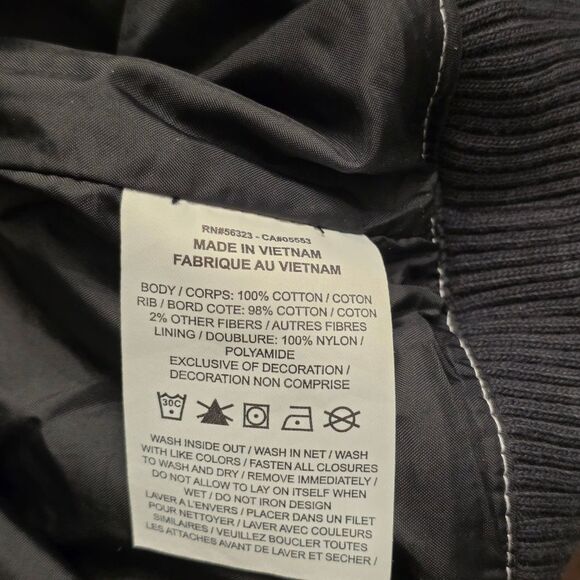 RN#56323 - CA#05553
MADE IN VIETNAM
FABRIQUE AU VIETNAM
BODY / CORPS: 100% COTTON / COTON
RIB / BORD COTE: 98% COTTON / COTON
2% OTHER FIBERS / AUTRES FIBRES
LINING / DOUBLURE: 100% NYLON /
POLYAMIDE
EXCLUSIVE OF DECORATION /
DECORATION NON COMPRISE
30C
WASH INSIDE OUT / WASH IN NET / WASH
WITH LIKE COLORS / FASTEN ALL CLOSURES
TO WASH AND DRY / REMOVE IMMEDIATELY /
DO NOT ALLOW TO LAY ON ITSELF WHEN
WET / DO NOT IRON DESIGN
LAVER A L'ENVERS / PLACER DANS UN FILET
POUR NETTOYER / LAVER AVEC COULEURS
SIMILAIRES / VEUILLEZ BOUCLER TOUTES
LES ATTACHES AVANT DE LAVER ET SECHER /